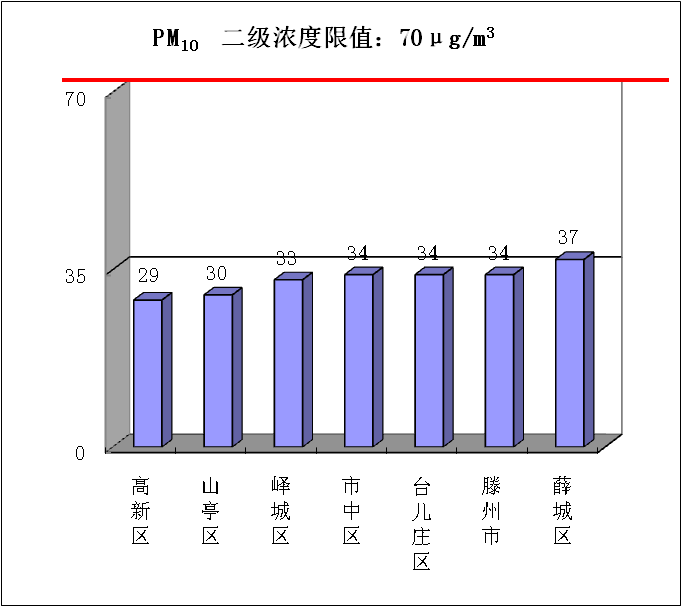 PM10 二级浓度限值：70μg/m³
70
35
0
29
30
33
34
34
34
37
高新区
山亭区
峄城区
市中区
台儿庄区
滕州市
薛城区